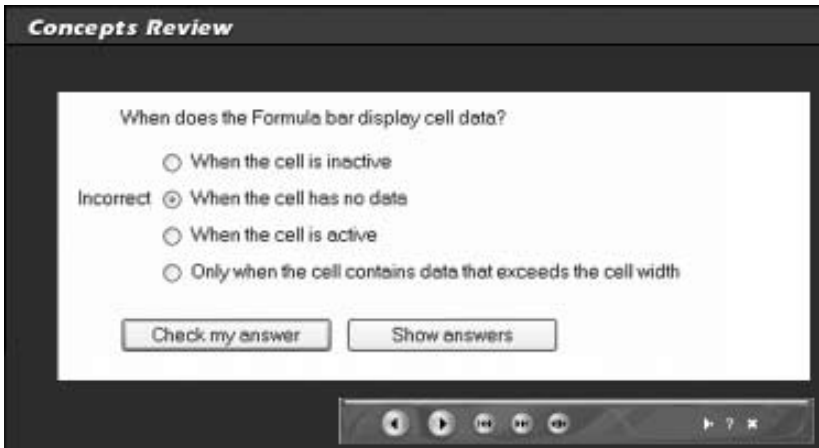 Concepts Review
When does the Formula bar display cell data?
When the cell is inactive
Incorrect When the cell has no data
When the cell is active
Only when the cell contains data that exceeds the cell width
Check my answer Show answers
?